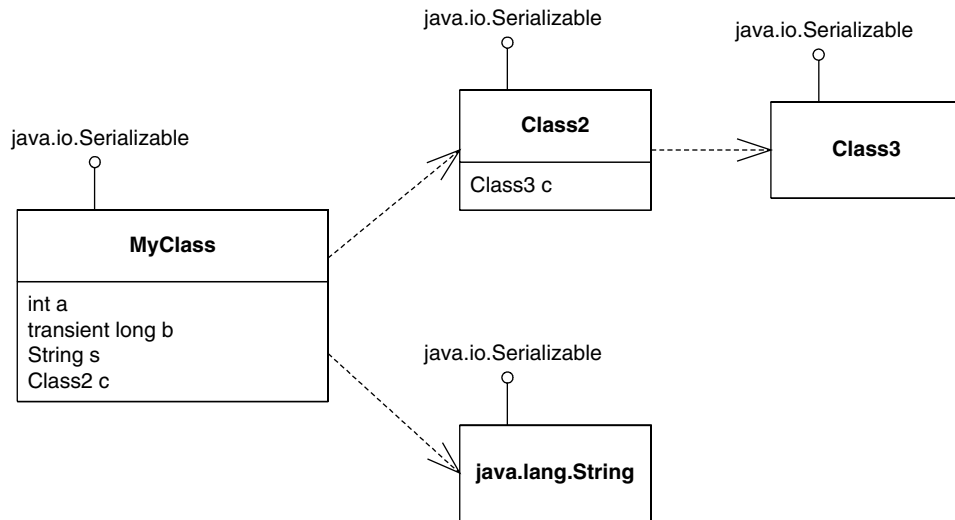 java.io.Serializable
java.io.Serializable
Class2
Class3 c
Class3
java.io.Serializable
MyClass
int a
transient long b
String s
Class2 c
java.io.Serializable
java.lang.String